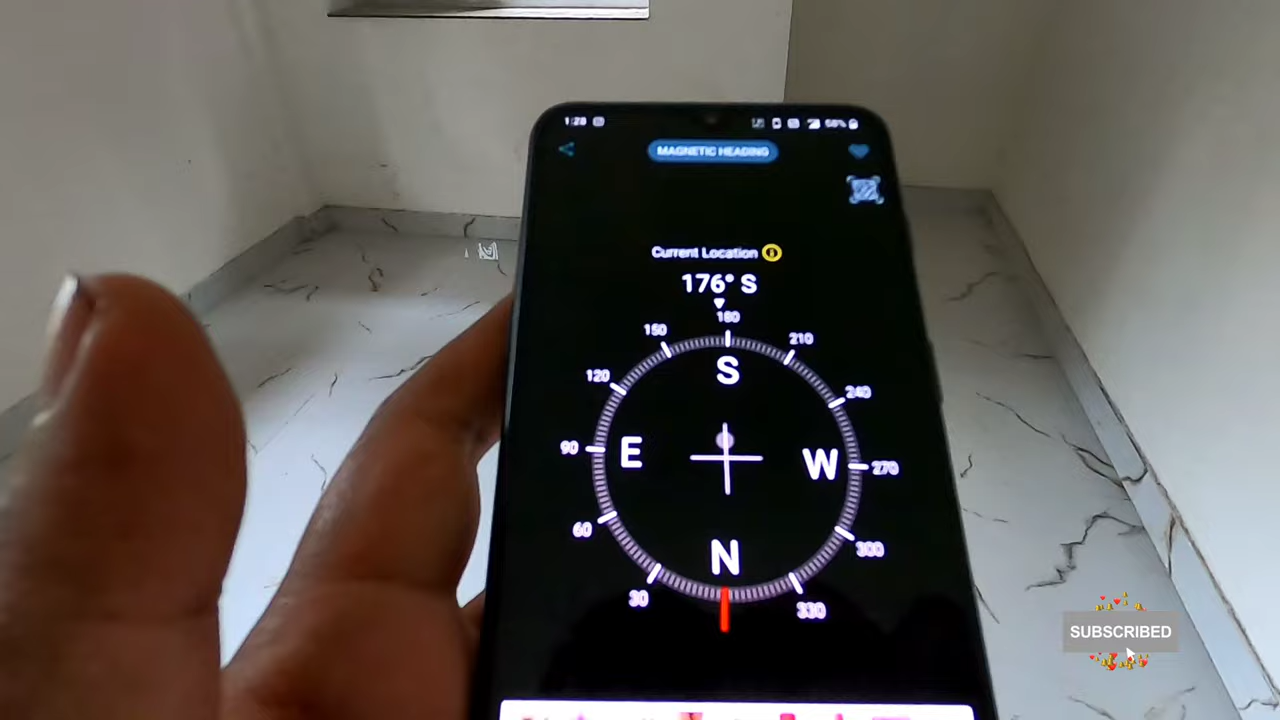 1:28
58%
MAGNETIC HEADING
Current Location
176° S
180
150
210
S
120
240
90
E
W
270
60
300
N
30
330
SUBSCRIBED